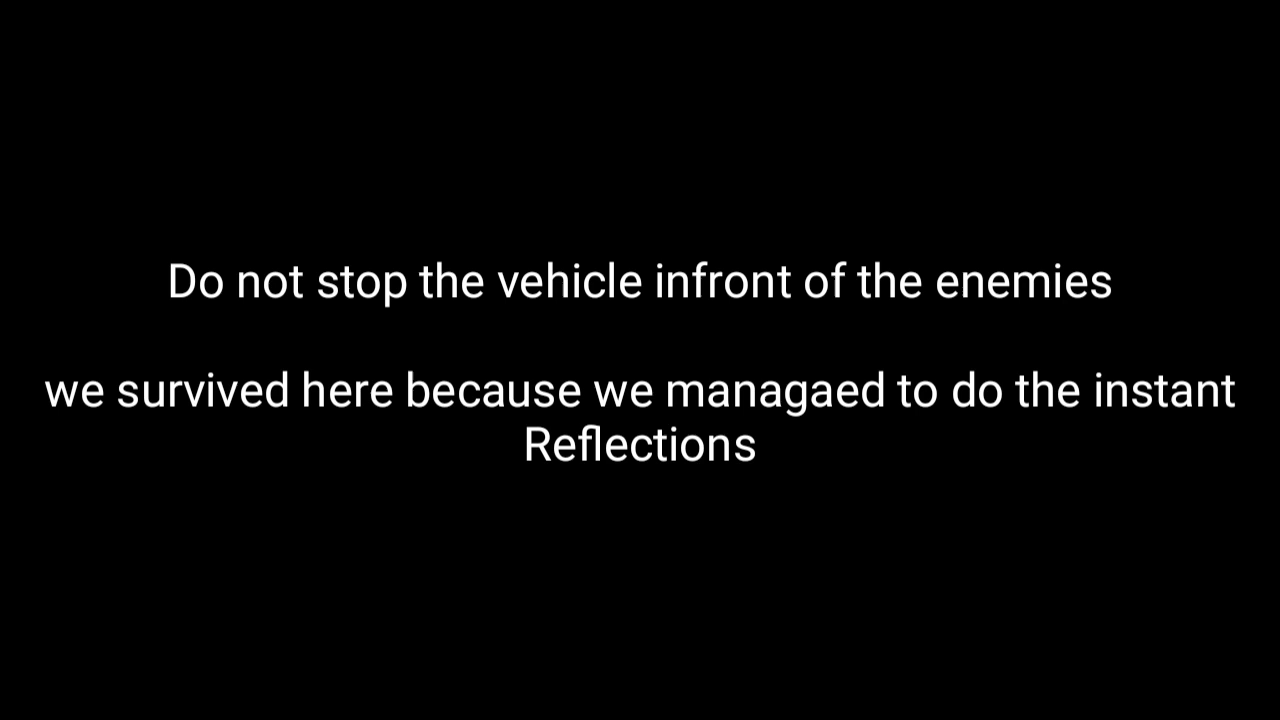 Do not stop the vehicle infront of the enemies
we survived here because we managaed to do the instant
Reflections